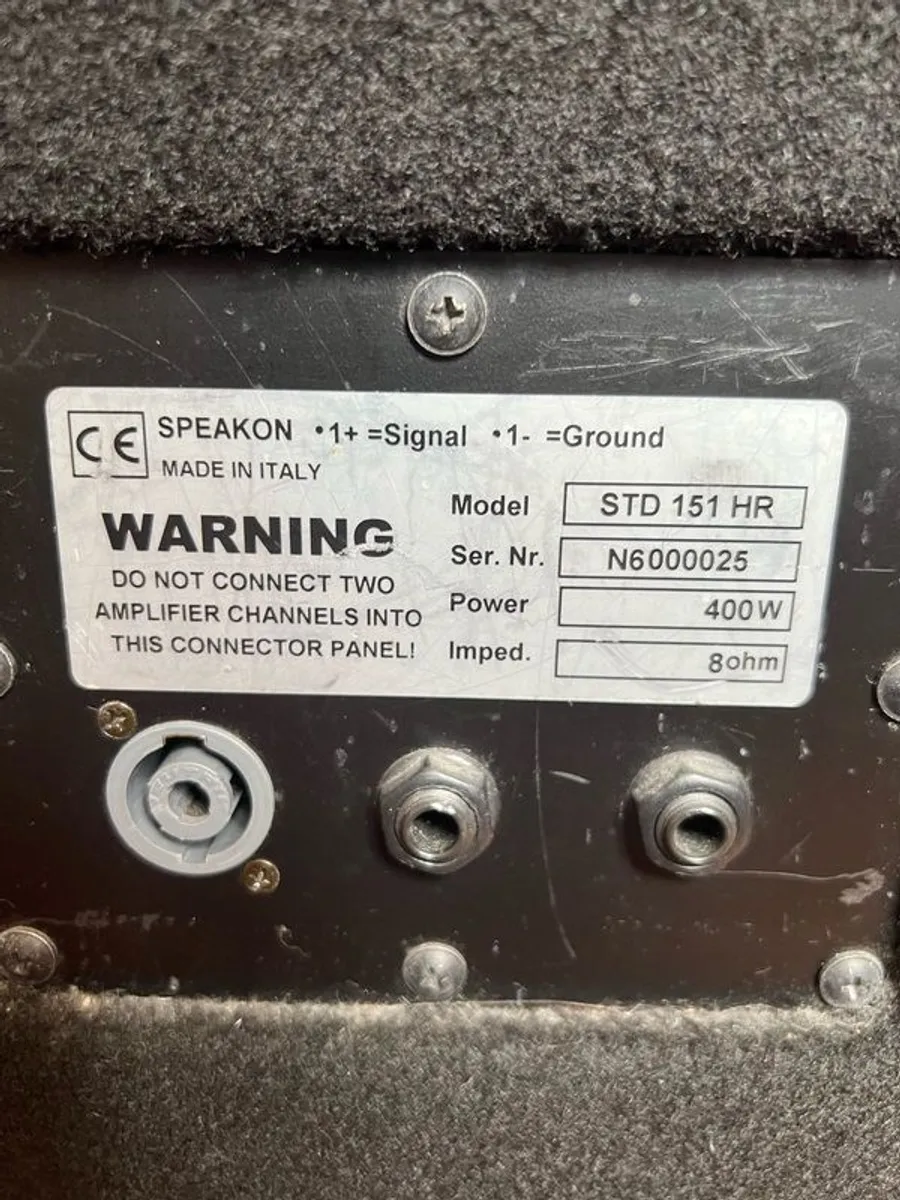 CE SPEAKON •1+ =Signal •1- =Ground
MADE IN ITALY
WARNING
DO NOT CONNECT TWO
AMPLIFIER CHANNELS INTO
THIS CONNECTOR PANEL!
Model STD 151 HR
Ser. Nr. N6000025
Power 400W
Imped. 8ohm